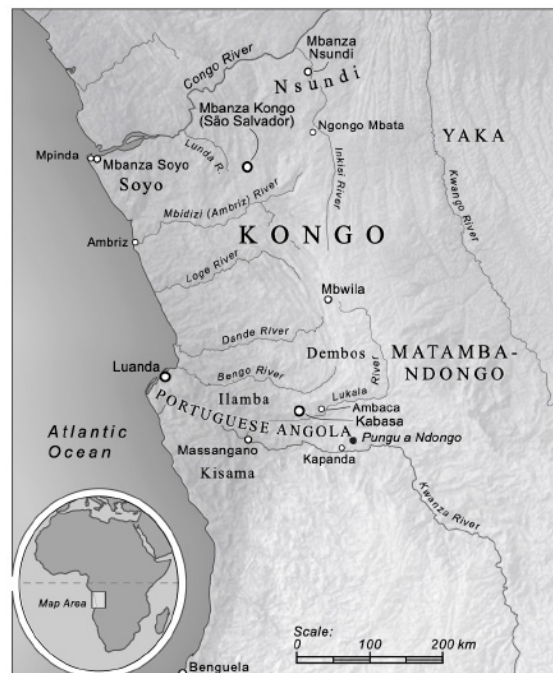 Congo River
Mbanza
Nsundi
Nsundi
Mbanza Kongo
(São Salvador)
Ngongo Mbata
YAKA
Mpinda
Mbanza Soyo
Lunda R.
Soyo
Inkisi River
Kwango River
Mbidizi (Ambriz) River
KONGO
Ambriz
Loge River
Mbwila
Dande River
Dembos
MATAMBA-
NDONGO
Luanda
Bengo River
Lukala River
Ilamba
Ambaca
Kabasa
PORTUGUESE ANGOLA
Pungu a Ndongo
Atlantic
Ocean
Massangano
Kapanda
Kisama
Kwanza River
Map Area
Scale:
0 100 200 km
Benguela